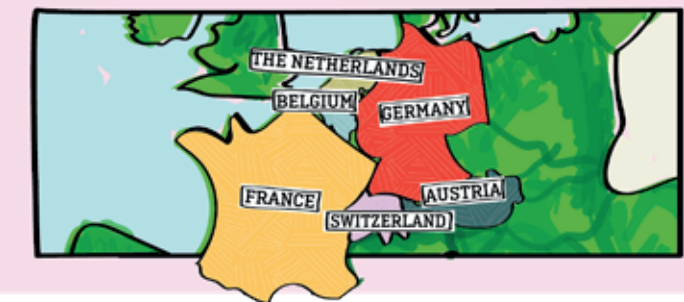 THE NETHERLANDS
BELGIUM
GERMANY
FRANCE
AUSTRIA
SWITZERLAND